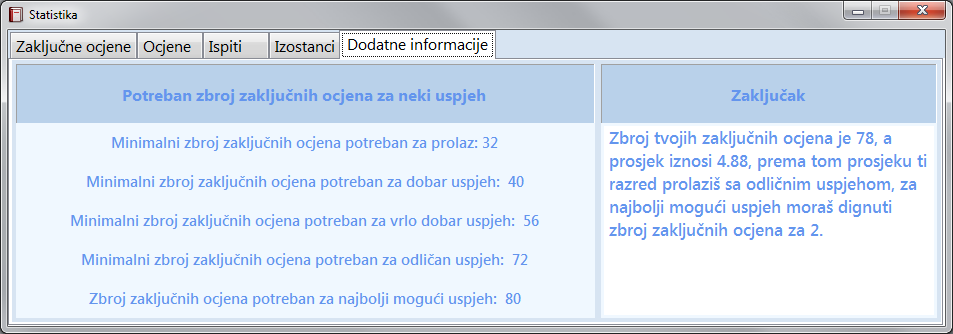 Statistika
Zaključne ocjene Ocjene Ispiti Izostanci Dodatne informacije
Potreban zbroj zaključnih ocjena za neki uspjeh
Minimalni zbroj zaključnih ocjena potreban za prolaz: 32
Minimalni zbroj zaključnih ocjena potreban za dobar uspjeh: 40
Minimalni zbroj zaključnih ocjena potreban za vrlo dobar uspjeh: 56
Minimalni zbroj zaključnih ocjena potreban za odličan uspjeh: 72
Zbroj zaključnih ocjena potreban za najbolji mogući uspjeh: 80
Zaključak
Zbroj tvojih zaključnih ocjena je 78, a
prosjek iznosi 4.88, prema tom prosjeku ti
razred prolaziš sa odličnim uspjehom, za
najbolji mogući uspjeh moraš dignuti
zbroj zaključnih ocjena za 2.